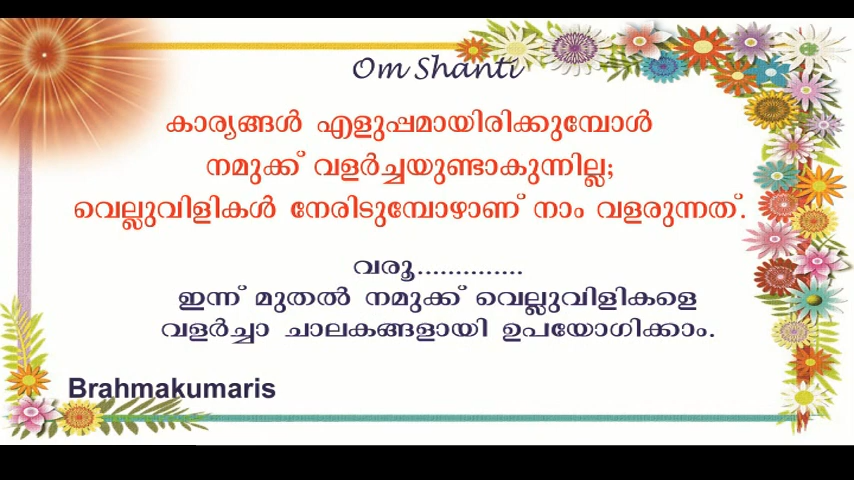 Om Shanti
കാര്യങ്ങൾ എളുപ്പമായിരിക്കുമ്പോൾ
നമുക്ക് വളർച്ചയുണ്ടാകുന്നില്ല;
വെല്ലുവിളികൾ നേരിടുമ്പോഴാണ് നാം വളരുന്നത്.
വരൂ..............
ഇന്ന് മുതൽ നമുക്ക് വെല്ലുവിളികളെ
വളർച്ചാ ചാലകങ്ങളായി ഉപയോഗിക്കാം.
Brahmakumaris